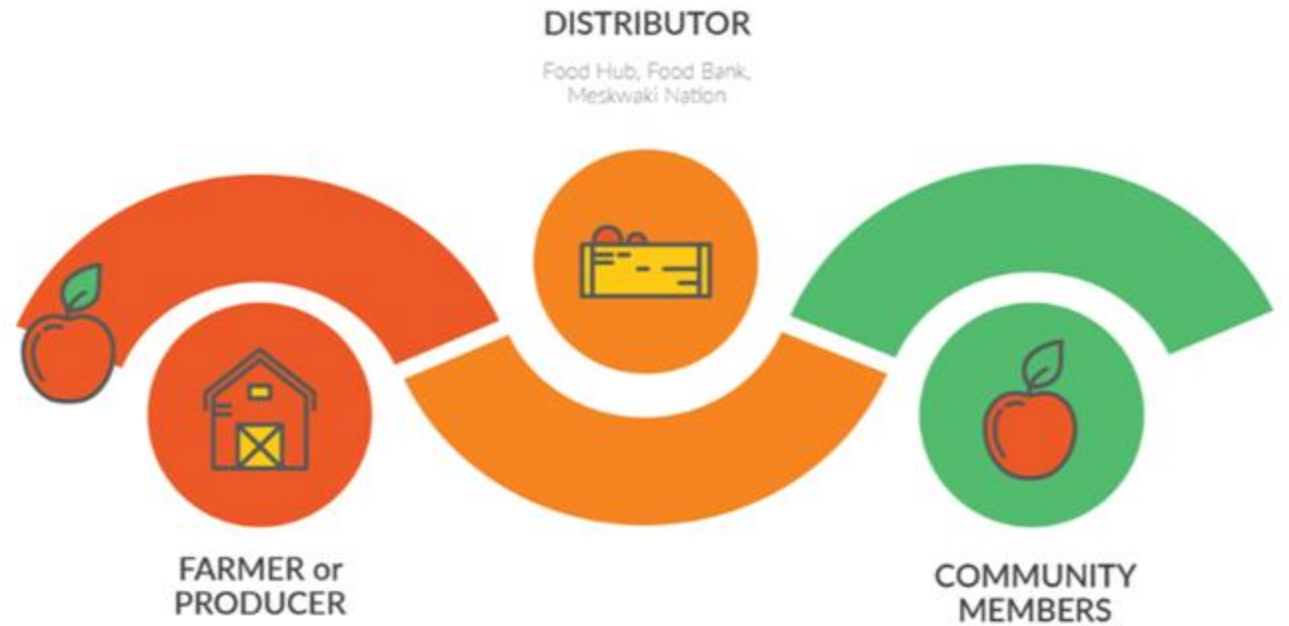 DISTRIBUTOR
Food Hub, Food Bank,
Meskwaki Nation
FARMER or
PRODUCER
COMMUNITY
MEMBERS